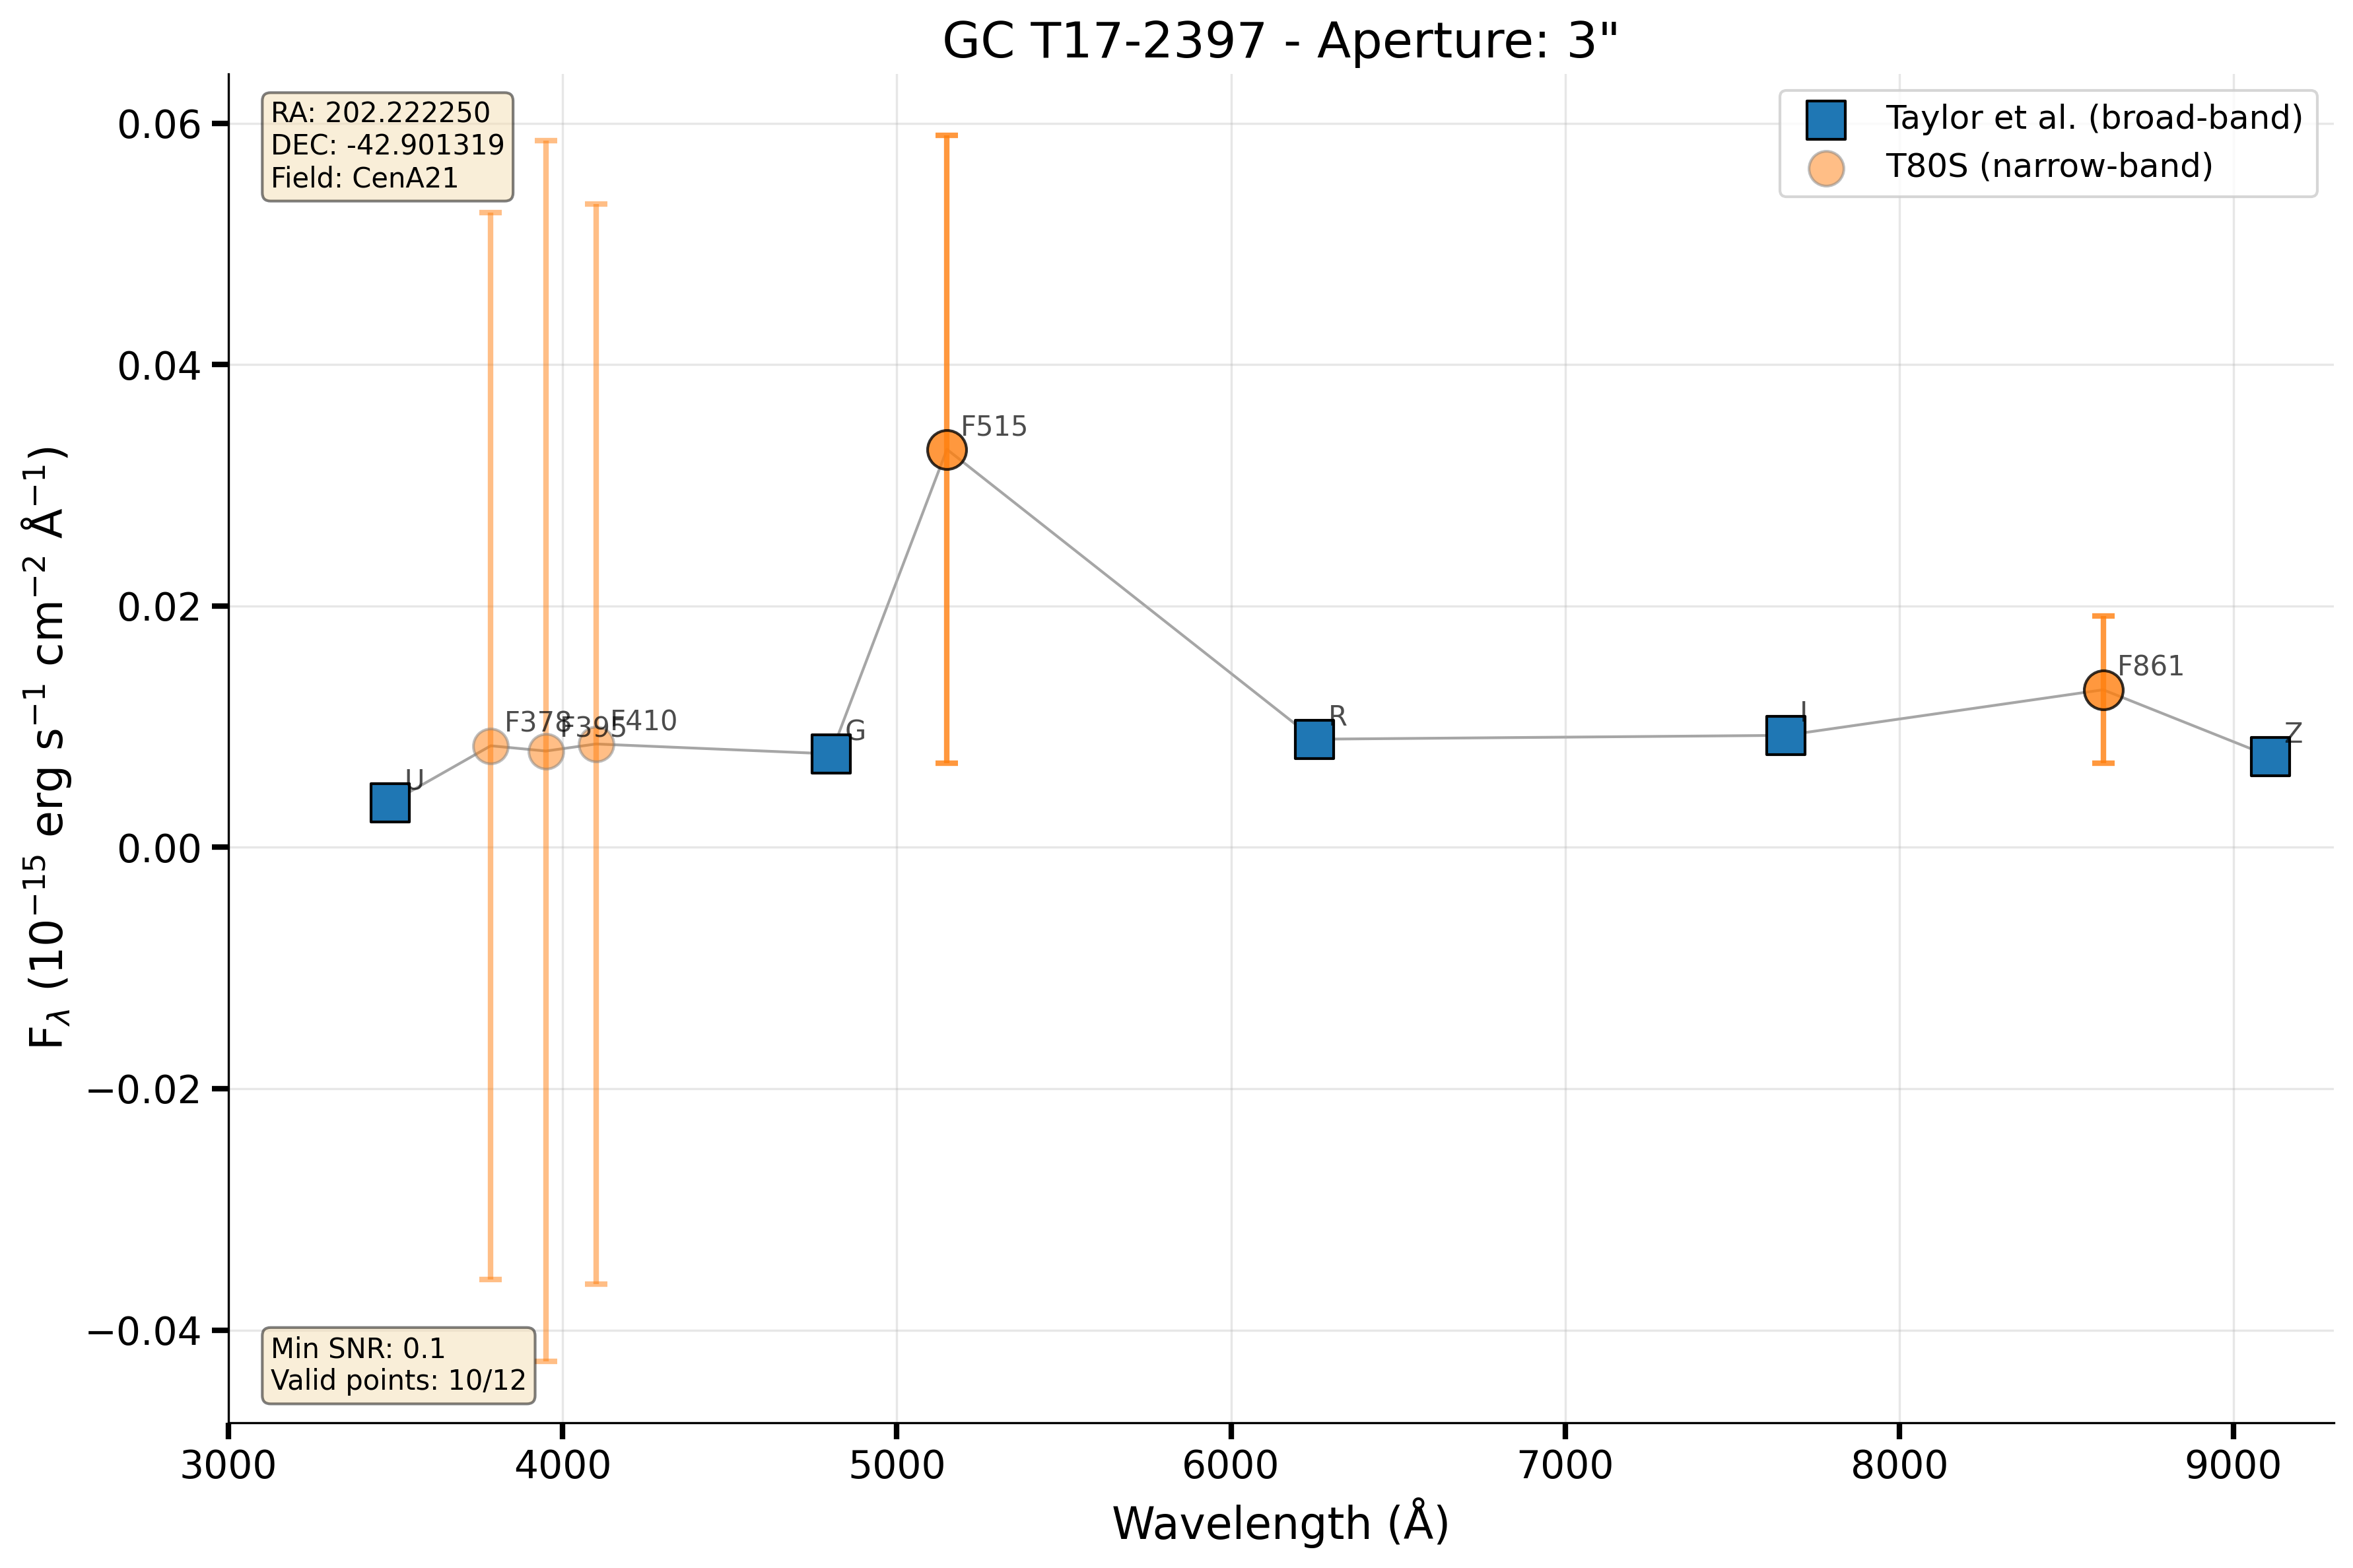 GC T17-2397 - Aperture: 3"
RA: 202.222250
DEC: -42.901319
Field: CenA21
Taylor et al. (broad-band)
T80S (narrow-band)
0.06
0.04
0.02
0.00
−0.02
−0.04
F_λ (10⁻¹⁵ erg s⁻¹ cm⁻² Å⁻¹)
U
F378
F395
F410
G
F515
R
I
F861
Z
Min SNR: 0.1
Valid points: 10/12
3000
4000
5000
6000
7000
8000
9000
Wavelength (Å)